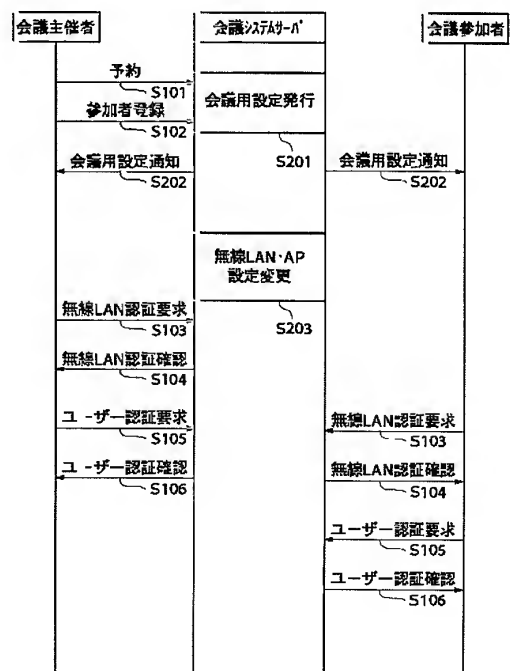 会議主催者
会議システムサーバ
会議参加者
予約
S101
参加者登録
S102
会議用設定発行
S201
会議用設定通知
S202
会議用設定通知
S202
無線LAN・AP
設定変更
S203
無線LAN認証要求
S103
無線LAN認証確認
S104
ユーザー認証要求
S105
無線LAN認証要求
S103
ユーザー認証確認
S106
無線LAN認証確認
S104
ユーザー認証要求
S105
ユーザー認証確認
S106